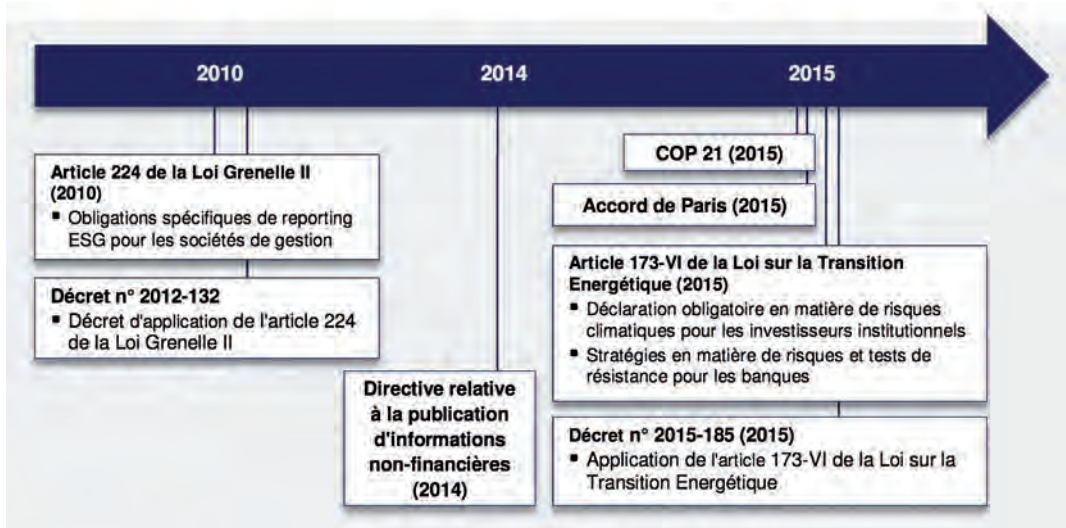 2010
2014
2015
Article 224 de la Loi Grenelle II
(2010)
▪ Obligations spécifiques de reporting
ESG pour les sociétés de gestion
Décret n° 2012-132
▪ Décret d'application de l'article 224
de la Loi Grenelle II
Directive relative
à la publication
d'informations
non-financières
(2014)
COP 21 (2015)
Accord de Paris (2015)
Article 173-VI de la Loi sur la Transition
Energétique (2015)
▪ Déclaration obligatoire en matière de risques
climatiques pour les investisseurs institutionnels
▪ Stratégies en matière de risques et tests de
résistance pour les banques
Décret n° 2015-185 (2015)
▪ Application de l'article 173-VI de la Loi sur la
Transition Energétique